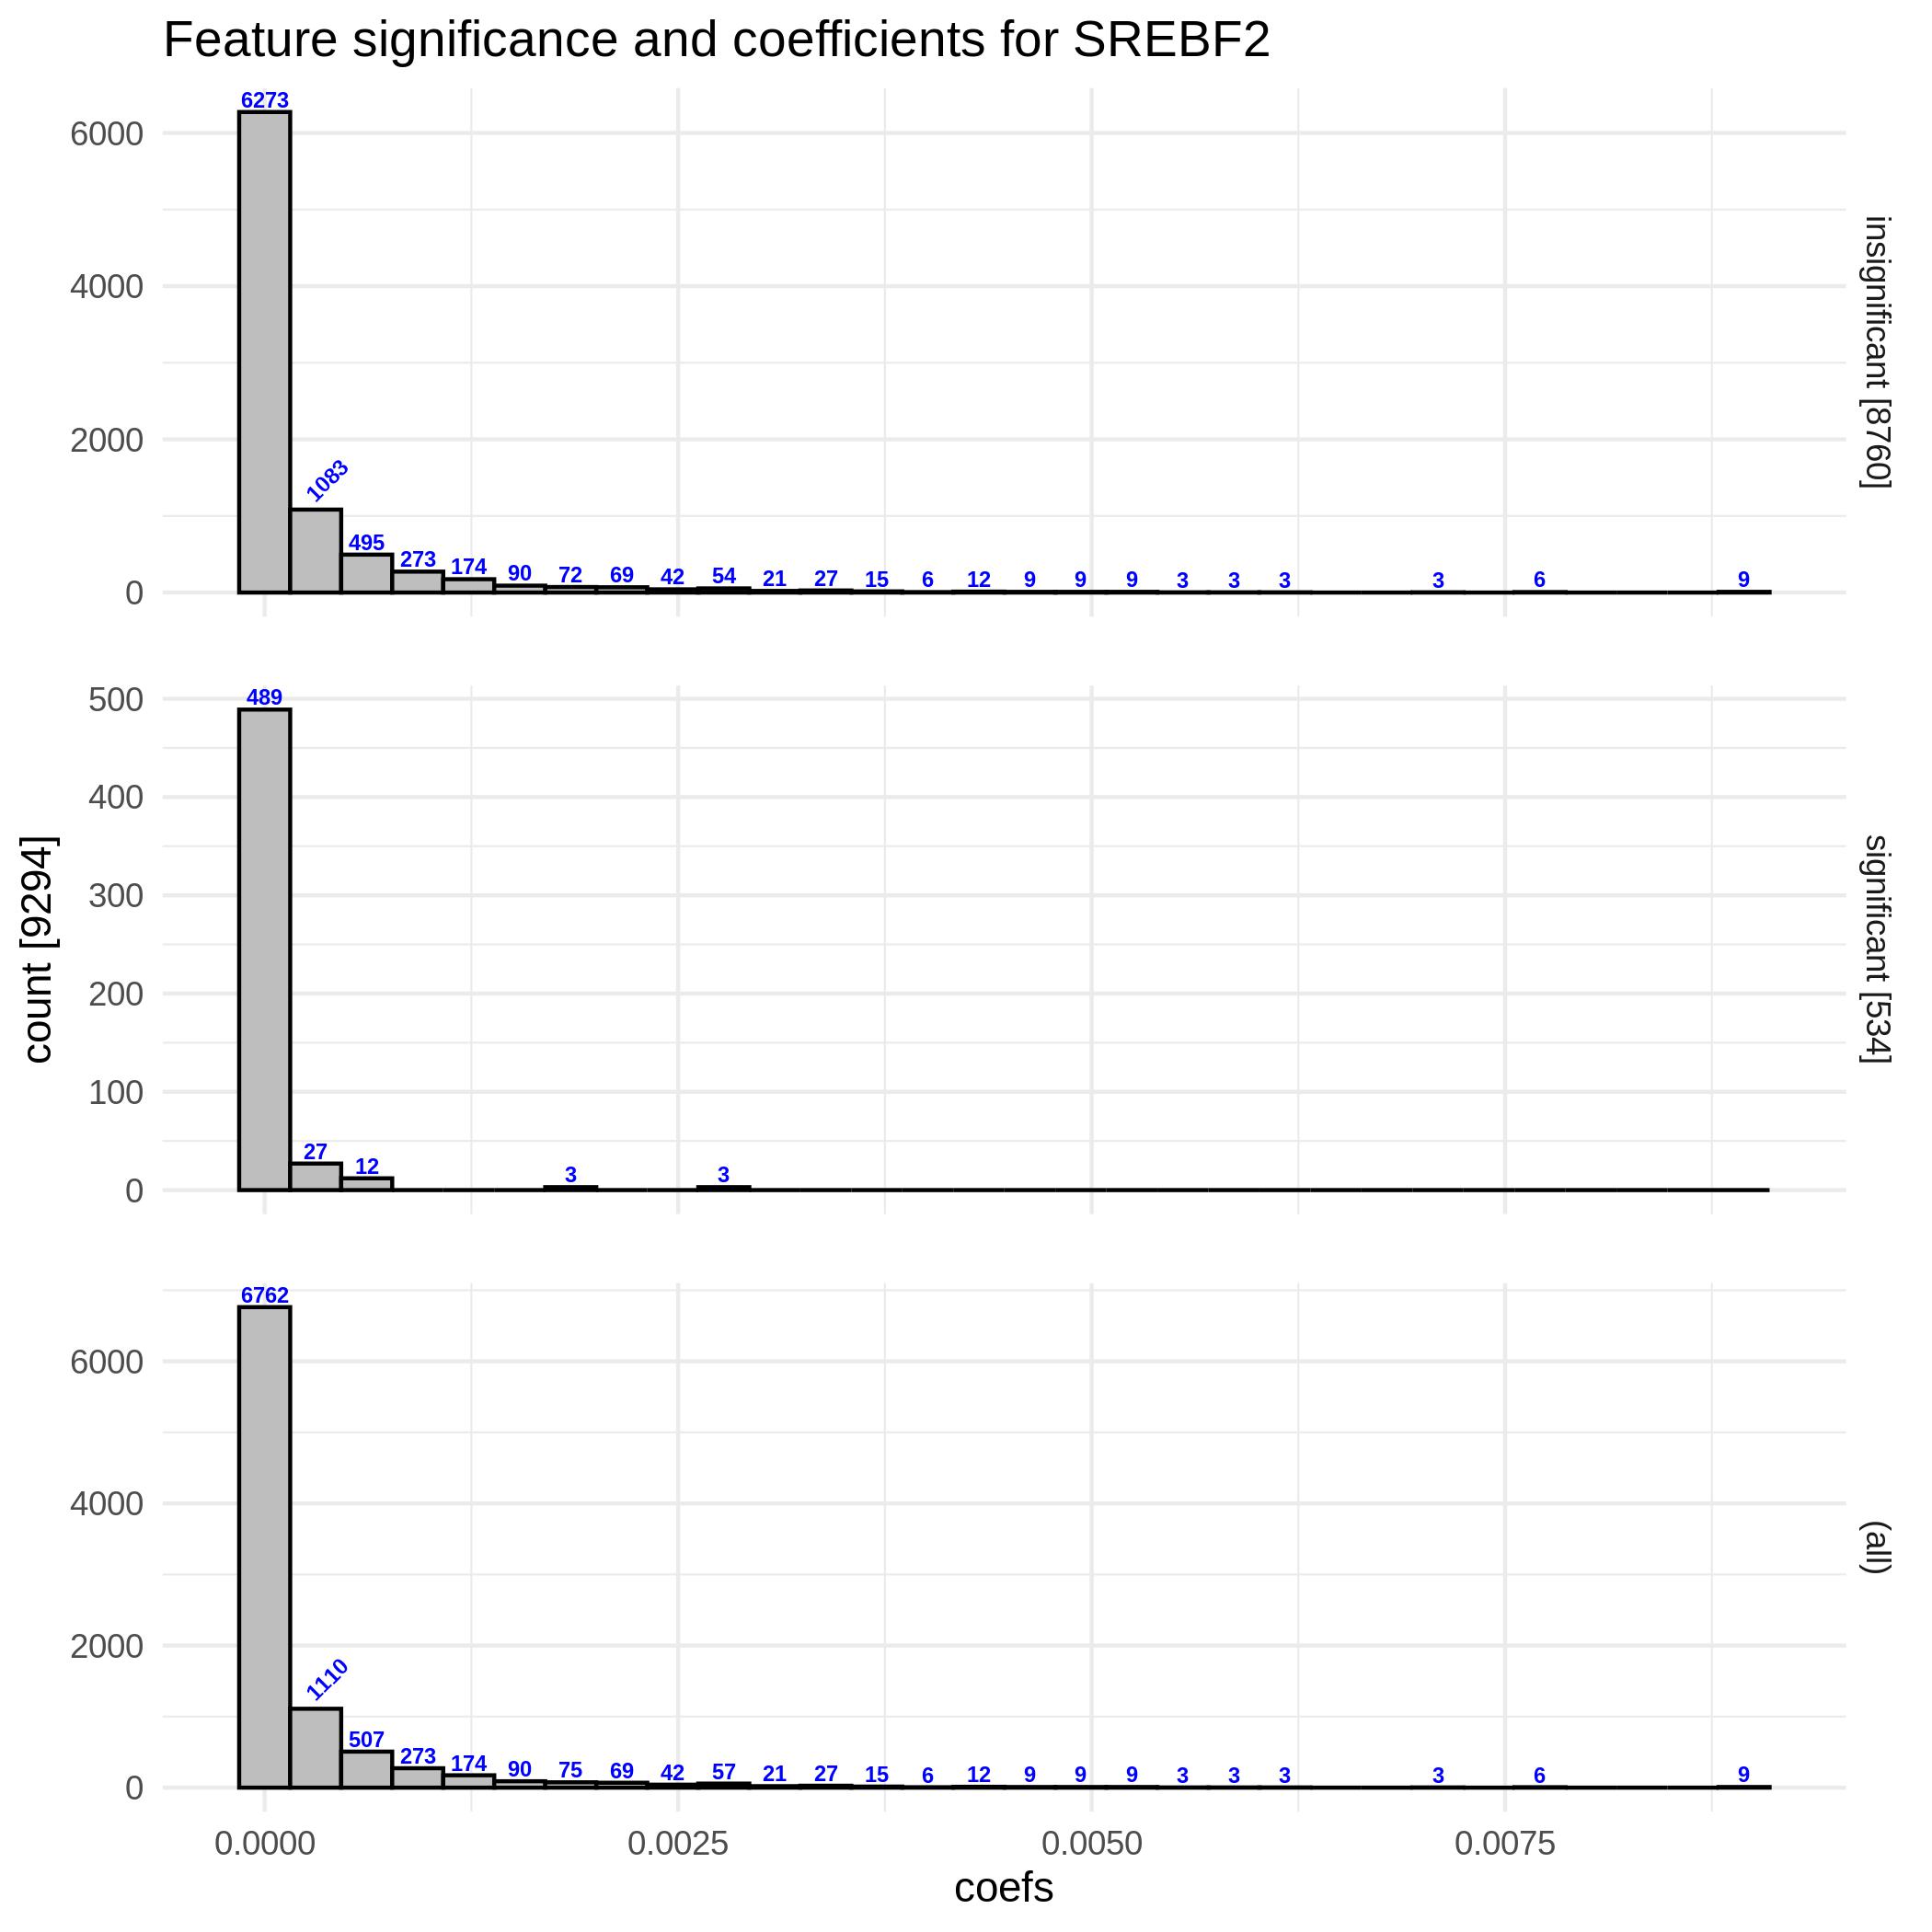 Feature significance and coefficients for SREBF2
count [9294]
6000
4000
2000
0
6273
1083
495
273 174 90 72 69 42 54 21 27 15 6 12 9 9 9 3 3 3 3 6 9
insignificant [8760]
500
400
300
200
100
0
489
27 12 3 3
significant [534]
6000
4000
2000
0
6762
1110
507
273 174 90 75 69 42 57 21 27 15 6 12 9 9 9 3 3 3 3 6 9
(all)
0.0000 0.0025 0.0050 0.0075
coefs